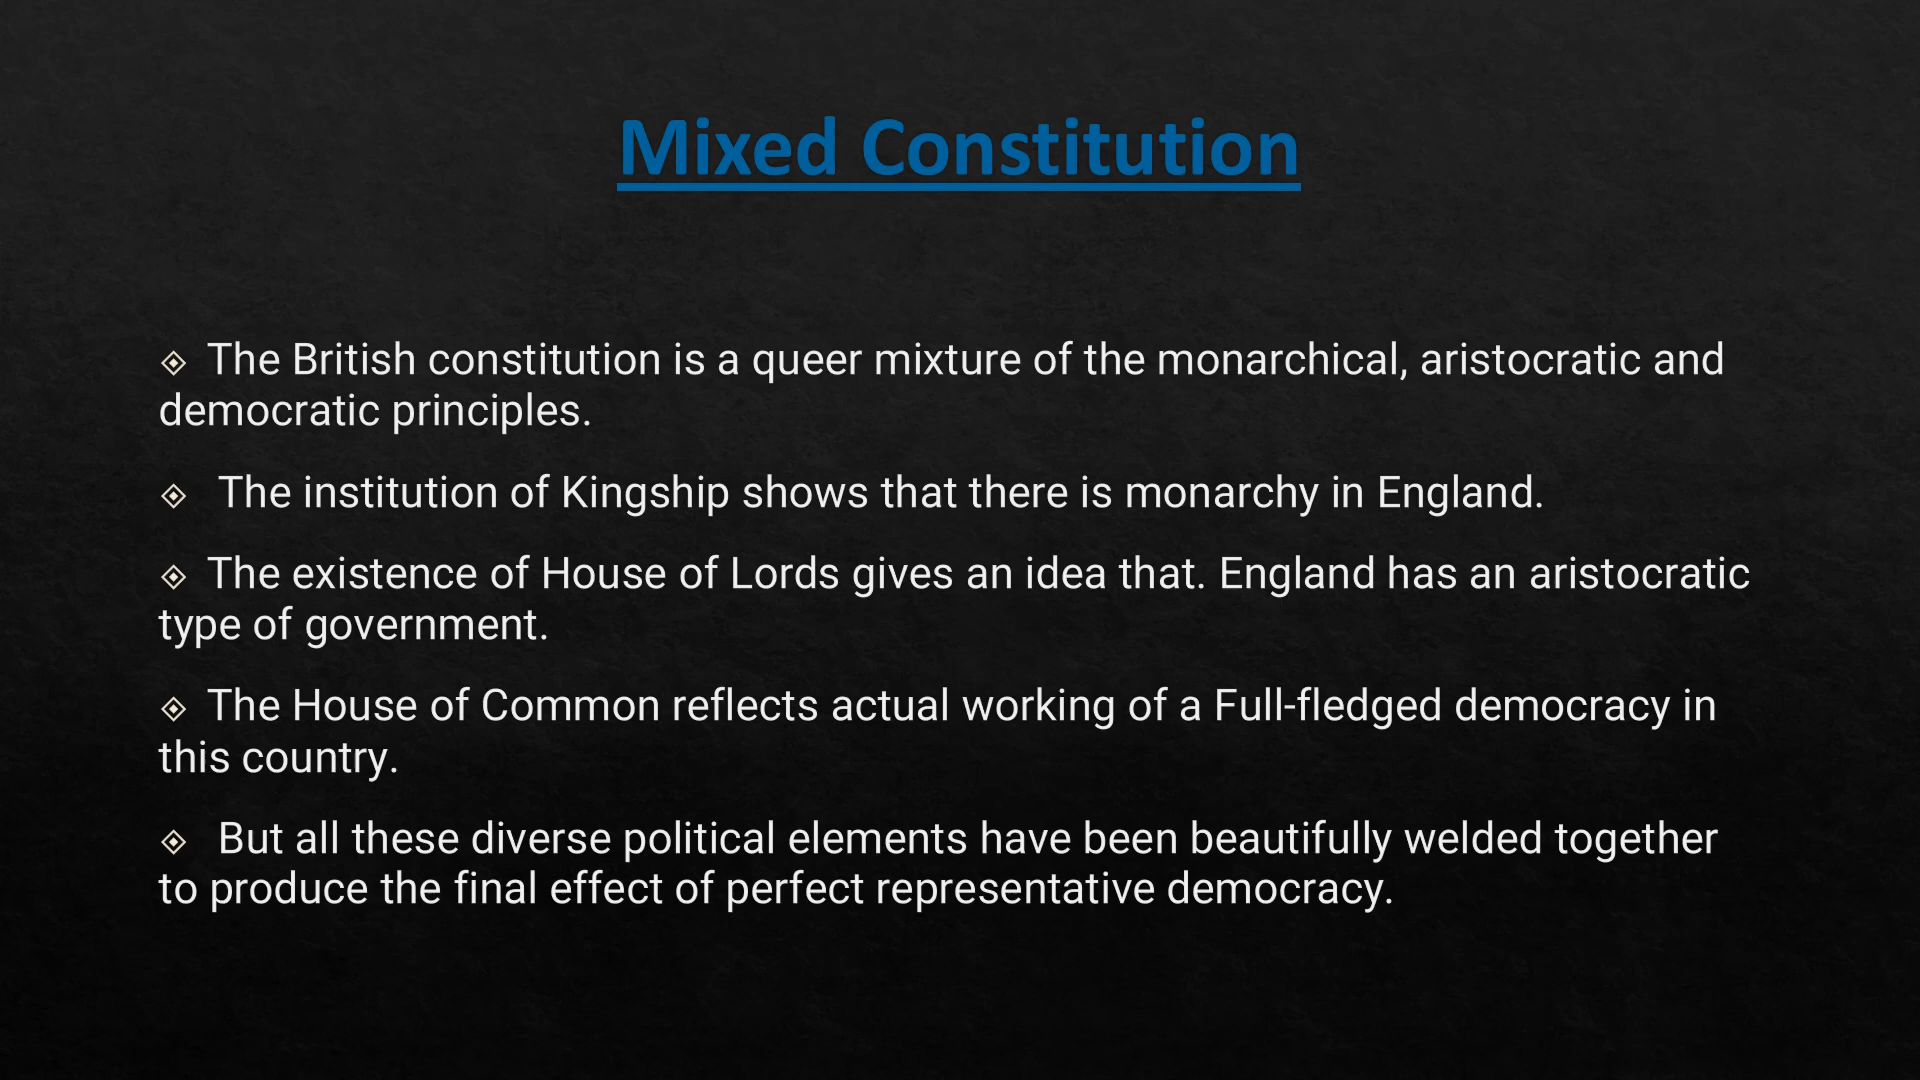 Mixed Constitution
The British constitution is a queer mixture of the monarchical, aristocratic and
democratic principles.
The institution of Kingship shows that there is monarchy in England.
The existence of House of Lords gives an idea that. England has an aristocratic
type of government.
The House of Common reflects actual working of a Full-fledged democracy in
this country.
But all these diverse political elements have been beautifully welded together
to produce the final effect of perfect representative democracy.